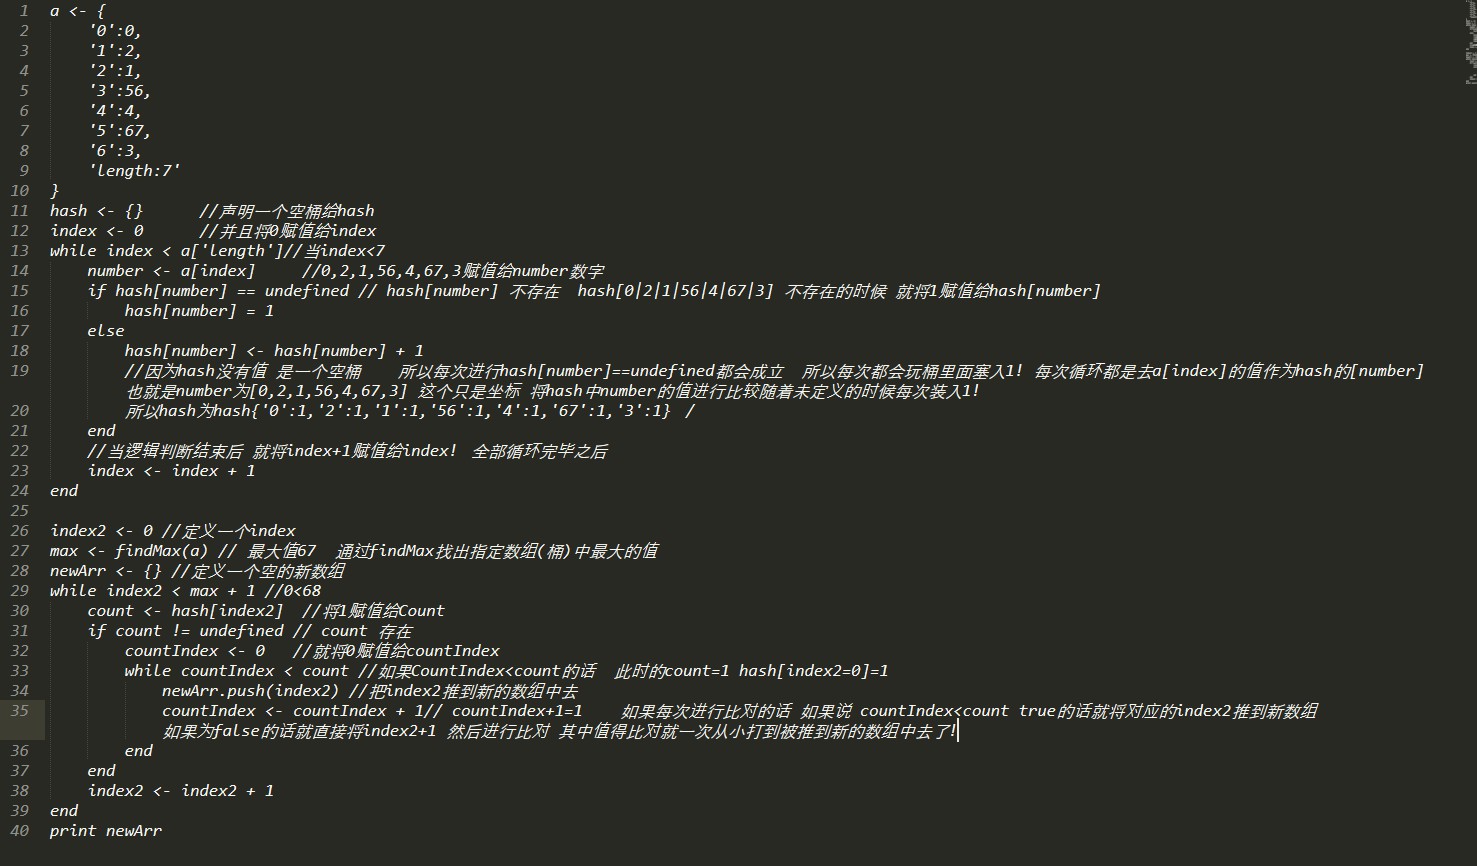 1 a <- {
2 '0':0,
3 '1':2,
4 '2':1,
5 '3':56,
6 '4':4,
7 '5':67,
8 '6':3,
9 'length:7'
10 }
11 hash <- {} //声明一个空桶给hash
12 index <- 0 //并且将0赋值给index
13 while index < a['length']//当index<7
14 number <- a[index] //0,2,1,56,4,67,3赋值给number数字
15 if hash[number] == undefined // hash[number] 不存在 hash[0|2|1|56|4|67|3] 不存在的时候 就将1赋值给hash[number]
16 hash[number] = 1
17 else
18 hash[number] <- hash[number] + 1
19 //因为hash没有值 是一个空桶 所以每次进行hash[number]==undefined都会成立 所以每次都会玩桶里面塞入1! 每次循环都是去a[index]的值作为hash的[number]
也就是number为[0,2,1,56,4,67,3] 这个只是坐标 将hash中number的值进行比较随着未定义的时候每次装入1!
20 所以hash为hash{'0':1,'2':1,'1':1,'56':1,'4':1,'67':1,'3':1} /
21 end
22 //当逻辑判断结束后 就将index+1赋值给index! 全部循环完毕之后
23 index <- index + 1
24 end
25
26 index2 <- 0 //定义一个index
27 max <- findMax(a) // 最大值67 通过findMax找出指定数组(桶)中最大的值
28 newArr <- {} //定义一个空的新数组
29 while index2 < max + 1 //0<68
30 count <- hash[index2] //将1赋值给Count
31 if count != undefined // count 存在
32 countIndex <- 0 //就将0赋值给countIndex
33 while countIndex < count //如果CountIndex<count的话 此时的count=1 hash[index2=0]=1
34 newArr.push(index2) //把index2推到新的数组中去
35 countIndex <- countIndex + 1// countIndex+1=1 如果每次进行比对的话 如果说 countIndex<count true的话就将对应的index2推到新数组
如果为false的话就直接将index2+1 然后进行比对 其中值得比对就一次从小打到被推到新的数组中去了!
36 end
37 end
38 index2 <- index2 + 1
39 end
40 print newArr